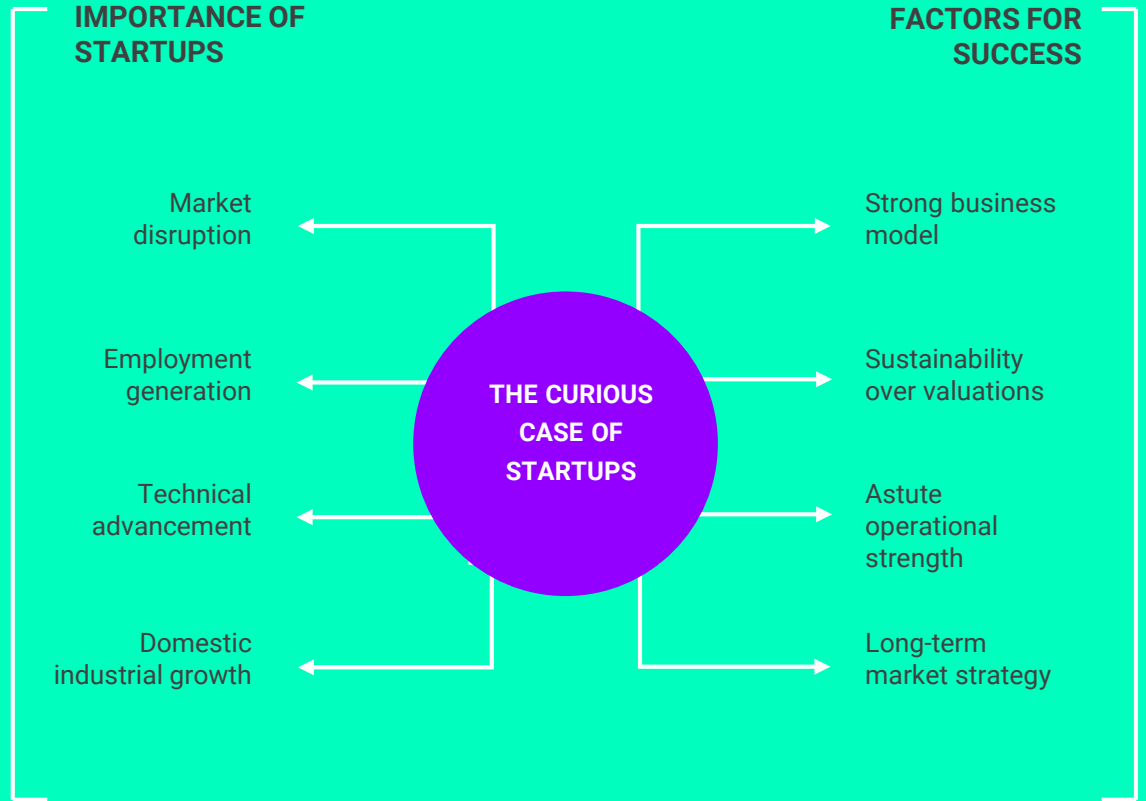 IMPORTANCE OF
STARTUPS
Market
disruption
Employment
generation
Technical
advancement
Domestic
industrial growth
THE CURIOUS
CASE OF
STARTUPS
FACTORS FOR
SUCCESS
Strong business
model
Sustainability
over valuations
Astute
operational
strength
Long-term
market strategy